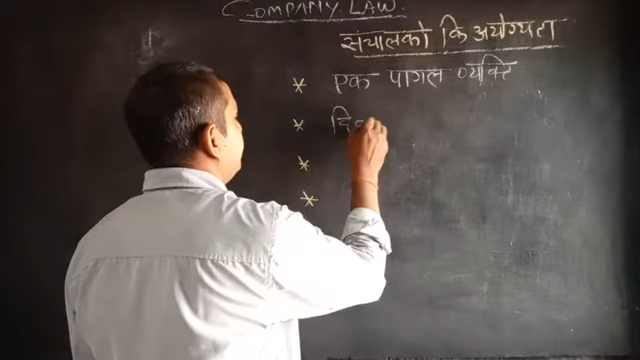 COMPANY LAW.
संचालको कि अयोग्यता
* एक पागल व्यक्ति
* दि
*
*